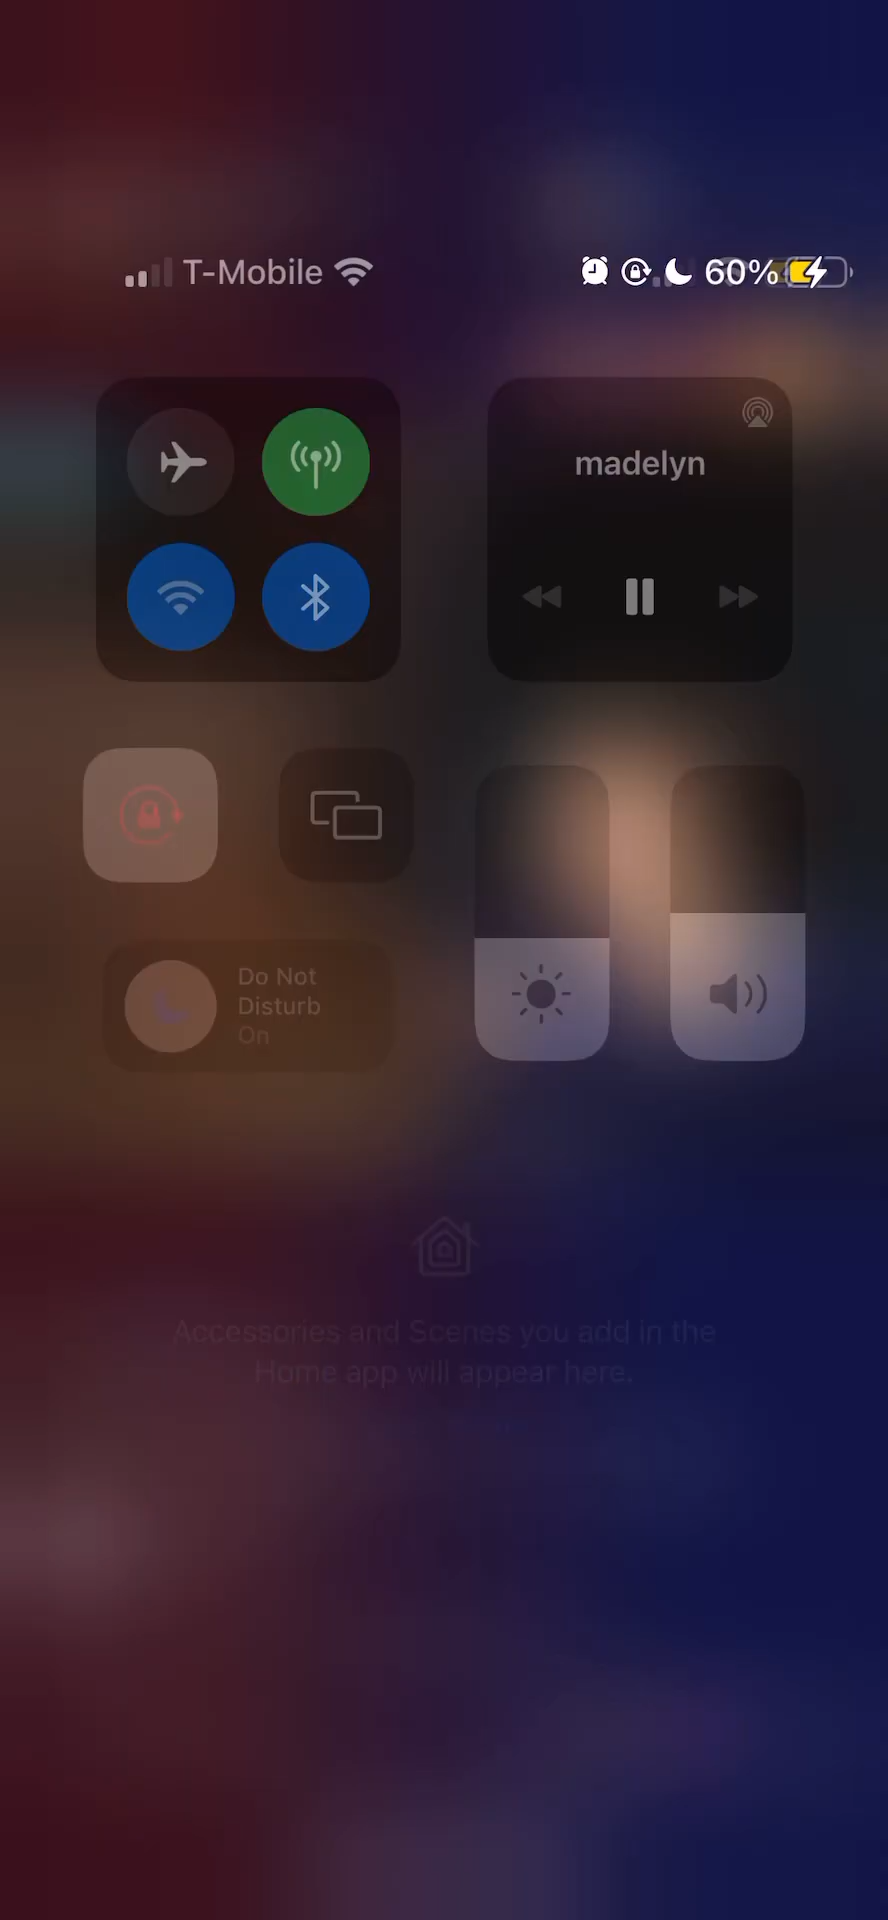 T-Mobile 60%
madelyn
Do Not
Disturb
On
Accessories and Scenes you add in the
Home app will appear here.